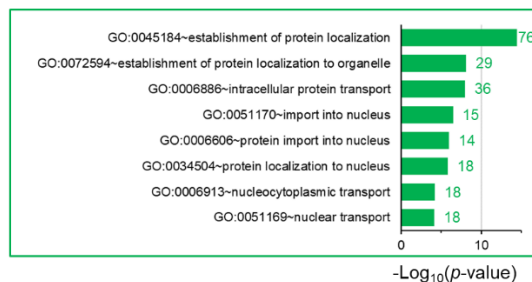 GO:0045184~establishment of protein localization 76
GO:0072594~establishment of protein localization to organelle 29
GO:0006886~intracellular protein transport 36
GO:0051170~import into nucleus 15
GO:0006606~protein import into nucleus 14
GO:0034504~protein localization to nucleus 18
GO:0006913~nucleocytoplasmic transport 18
GO:0051169~nuclear transport 18
0 10
-Log₁₀(p-value)